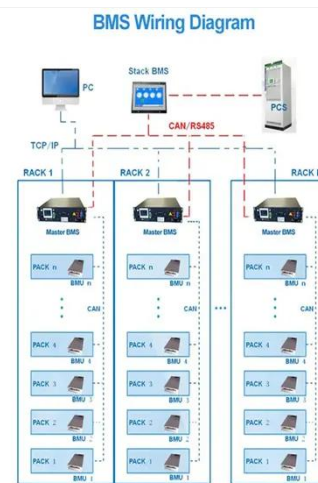 BMS Wiring Diagram
Stack BMS
PC
PCS
CAN/RS485
TCP/IP
RACK 1
RACK 2
RACK
Master BMS
Master BMS
Master BMS
PACK n
BMU n
PACK n
BMU n
PACK n
BMU n
CAN
CAN
CAN
PACK 4
BMU 4
PACK 4
BMU 4
PACK 4
BMU 4
PACK 3
BMU 3
PACK 3
BMU 3
PACK 3
BMU 3
PACK 2
BMU 2
PACK 2
BMU 2
PACK 2
BMU 2
PACK 1
BMU 1
PACK 1
BMU 1
PACK 1
BMU 1